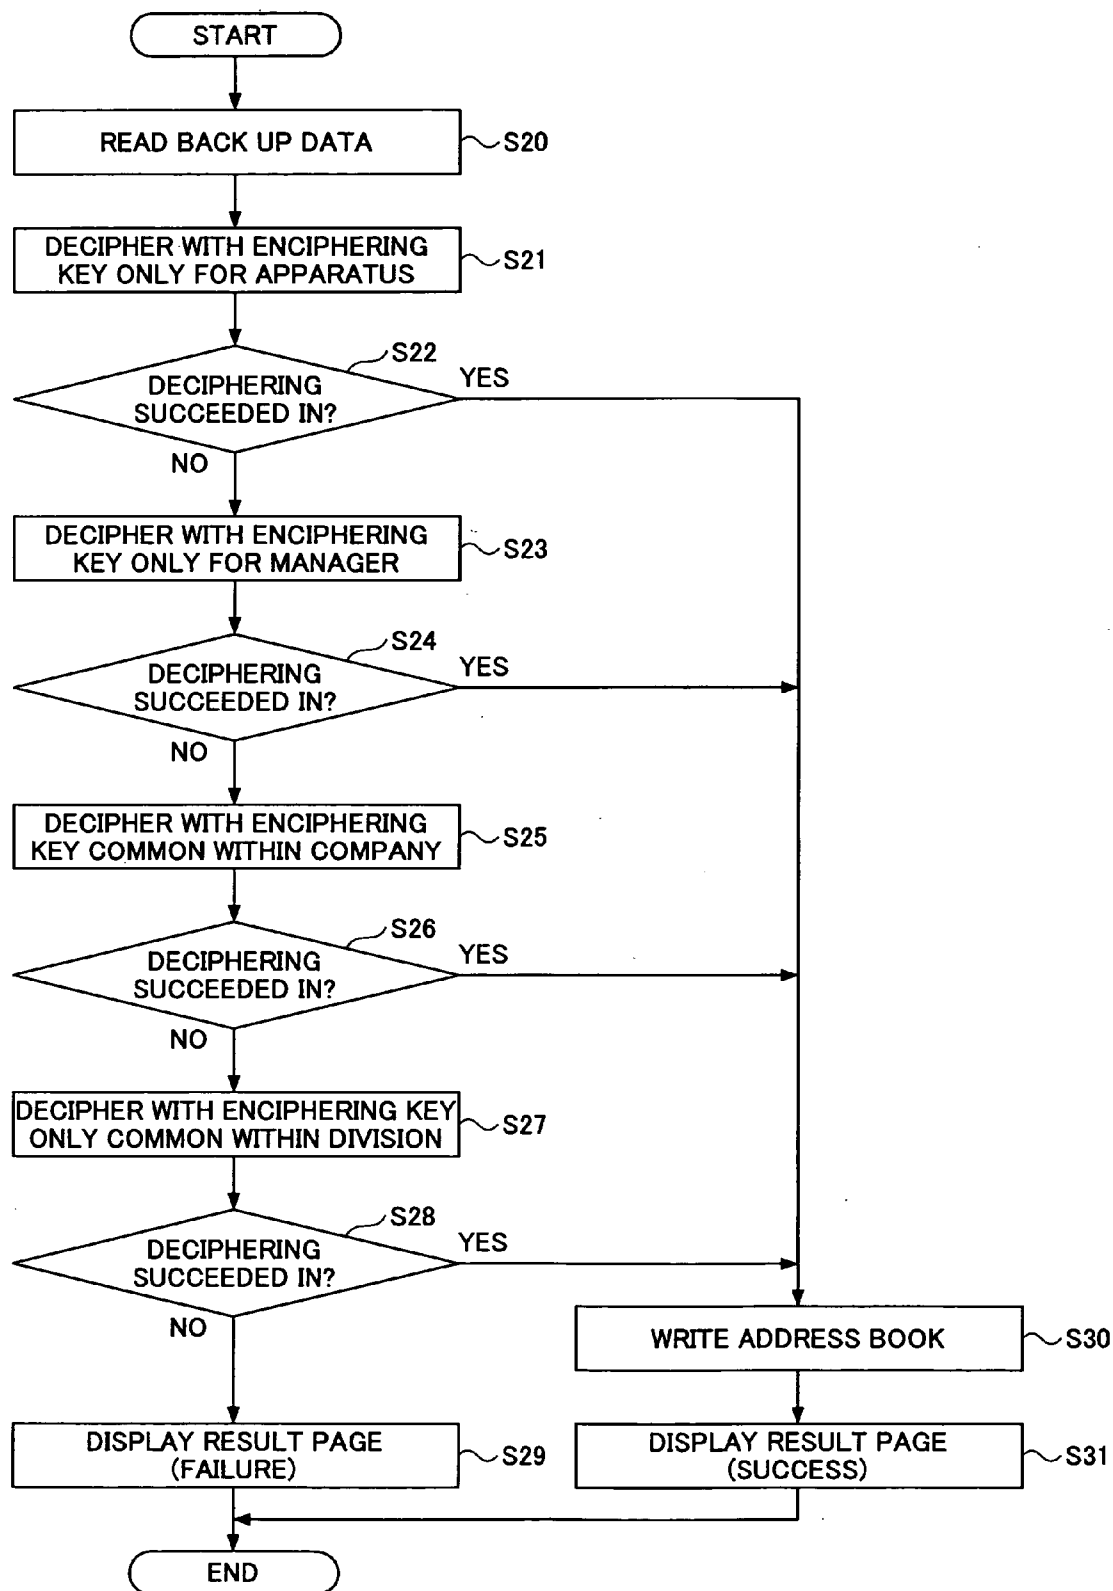 START
READ BACK UP DATA
S20
DECIPHER WITH ENCIPHERING
KEY ONLY FOR APPARATUS
S21
S22
DECIPHERING
SUCCEEDED IN?
YES
NO
DECIPHER WITH ENCIPHERING
KEY ONLY FOR MANAGER
S23
S24
DECIPHERING
SUCCEEDED IN?
YES
NO
DECIPHER WITH ENCIPHERING
KEY COMMON WITHIN COMPANY
S25
S26
DECIPHERING
SUCCEEDED IN?
YES
NO
DECIPHER WITH ENCIPHERING KEY
ONLY COMMON WITHIN DIVISION
S27
S28
DECIPHERING
SUCCEEDED IN?
YES
NO
WRITE ADDRESS BOOK
S30
DISPLAY RESULT PAGE
(FAILURE)
S29
DISPLAY RESULT PAGE
(SUCCESS)
S31
END